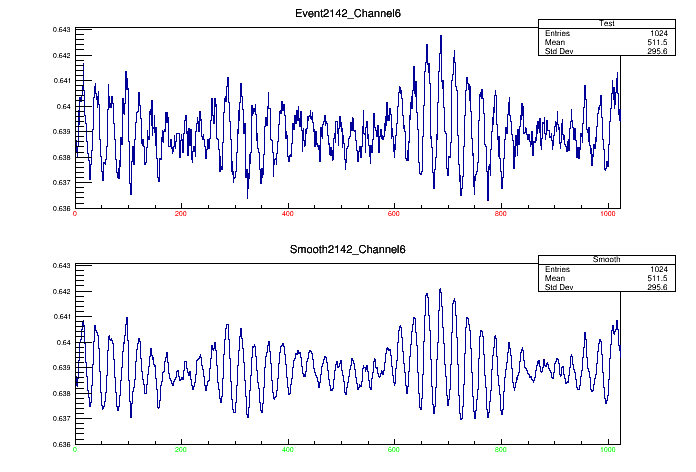 Event2142_Channel6
Test
Entries 1024
Mean 511.5
Std Dev 295.6
0.643
0.642
0.641
0.64
0.639
0.638
0.637
0.636
0 200 400 600 800 1000
Smooth2142_Channel6
Smooth
Entries 1024
Mean 511.5
Std Dev 295.6
0.643
0.642
0.641
0.64
0.639
0.638
0.637
0.636
0 200 400 600 800 1000